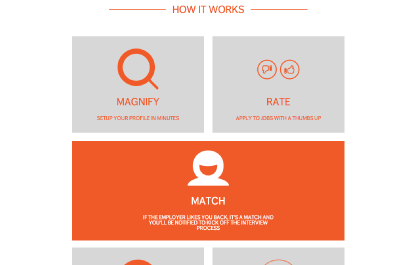 HOW IT WORKS
MAGNIFY
SETUP YOUR PROFILE IN MINUTES
RATE
APPLY TO JOBS WITH A THUMBS UP
MATCH
IF THE EMPLOYER LIKES YOU BACK, IT'S A MATCH AND
YOU'LL BE NOTIFIED TO KICK OFF THE INTERVIEW
PROCESS